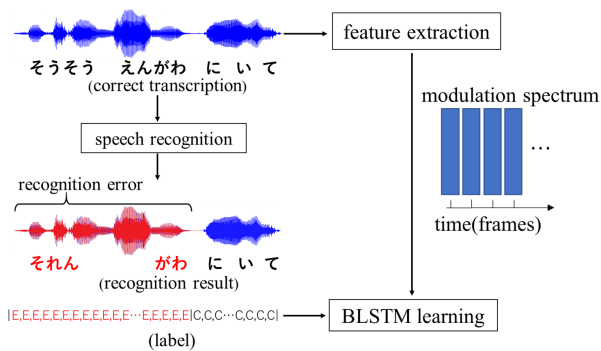 feature extraction
そうそう えんがわ に いて
(correct transcription)
speech recognition
modulation spectrum
...
time(frames)
recognition error
それん がわ に いて
(recognition result)
|E,E,E,E,E,E,E,E,E,E,E,E···E,E,E,E,E|C,C,C···C,C,C,C|
(label)
BLSTM learning